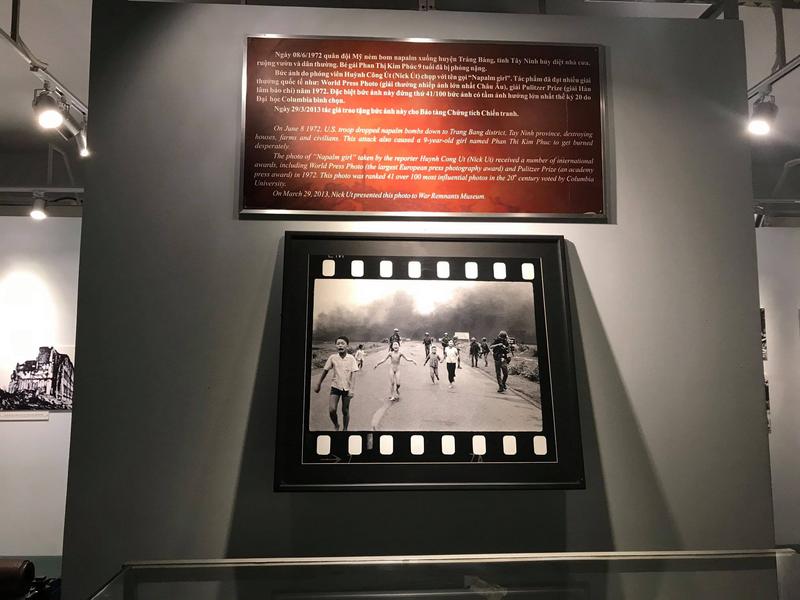 Ngày 08/6/1972 quân đội Mỹ ném bom napalm xuống huyện Trảng Bàng, tỉnh Tây Ninh hủy diệt nhà cửa,
ruộng vườn và dân thường. Bé gái Phan Thị Kim Phúc 9 tuổi đã bị phỏng nặng.
Bức ảnh do phóng viên Huỳnh Công Út (Nick Út) chụp với tên gọi “Napalm girl”. Tác phẩm đã đạt nhiều giải
thưởng quốc tế như: World Press Photo (giải thưởng nhiếp ảnh lớn nhất Châu Âu), giải Pulitzer Prize (giải Hàn
lâm báo chí) năm 1972. Đặc biệt bức ảnh này đứng thứ 41/100 bức ảnh có tầm ảnh hưởng lớn nhất thế kỷ 20 do
Đại học Columbia bình chọn.
Ngày 29/3/2013 tác giả trao tặng bức ảnh này cho Bảo tàng Chứng tích Chiến tranh.
On June 8 1972, U.S. troop dropped napalm bombs down to Trang Bang district, Tay Ninh province, destroying
houses, farms and civilians. This attack also caused a 9-year-old girl named Phan Thi Kim Phuc to get burned
desperately.
The photo of “Napalm girl” taken by the reporter Huynh Cong Ut (Nick Ut) received a number of international
awards, including World Press Photo (the largest European press photography award) and Pulitzer Prize (an academy
press award) in 1972. This photo was ranked 41 over 100 most influential photos in the 20th century voted by Columbia
University.
On March 29, 2013, Nick Ut presented this photo to War Remnants Museum.